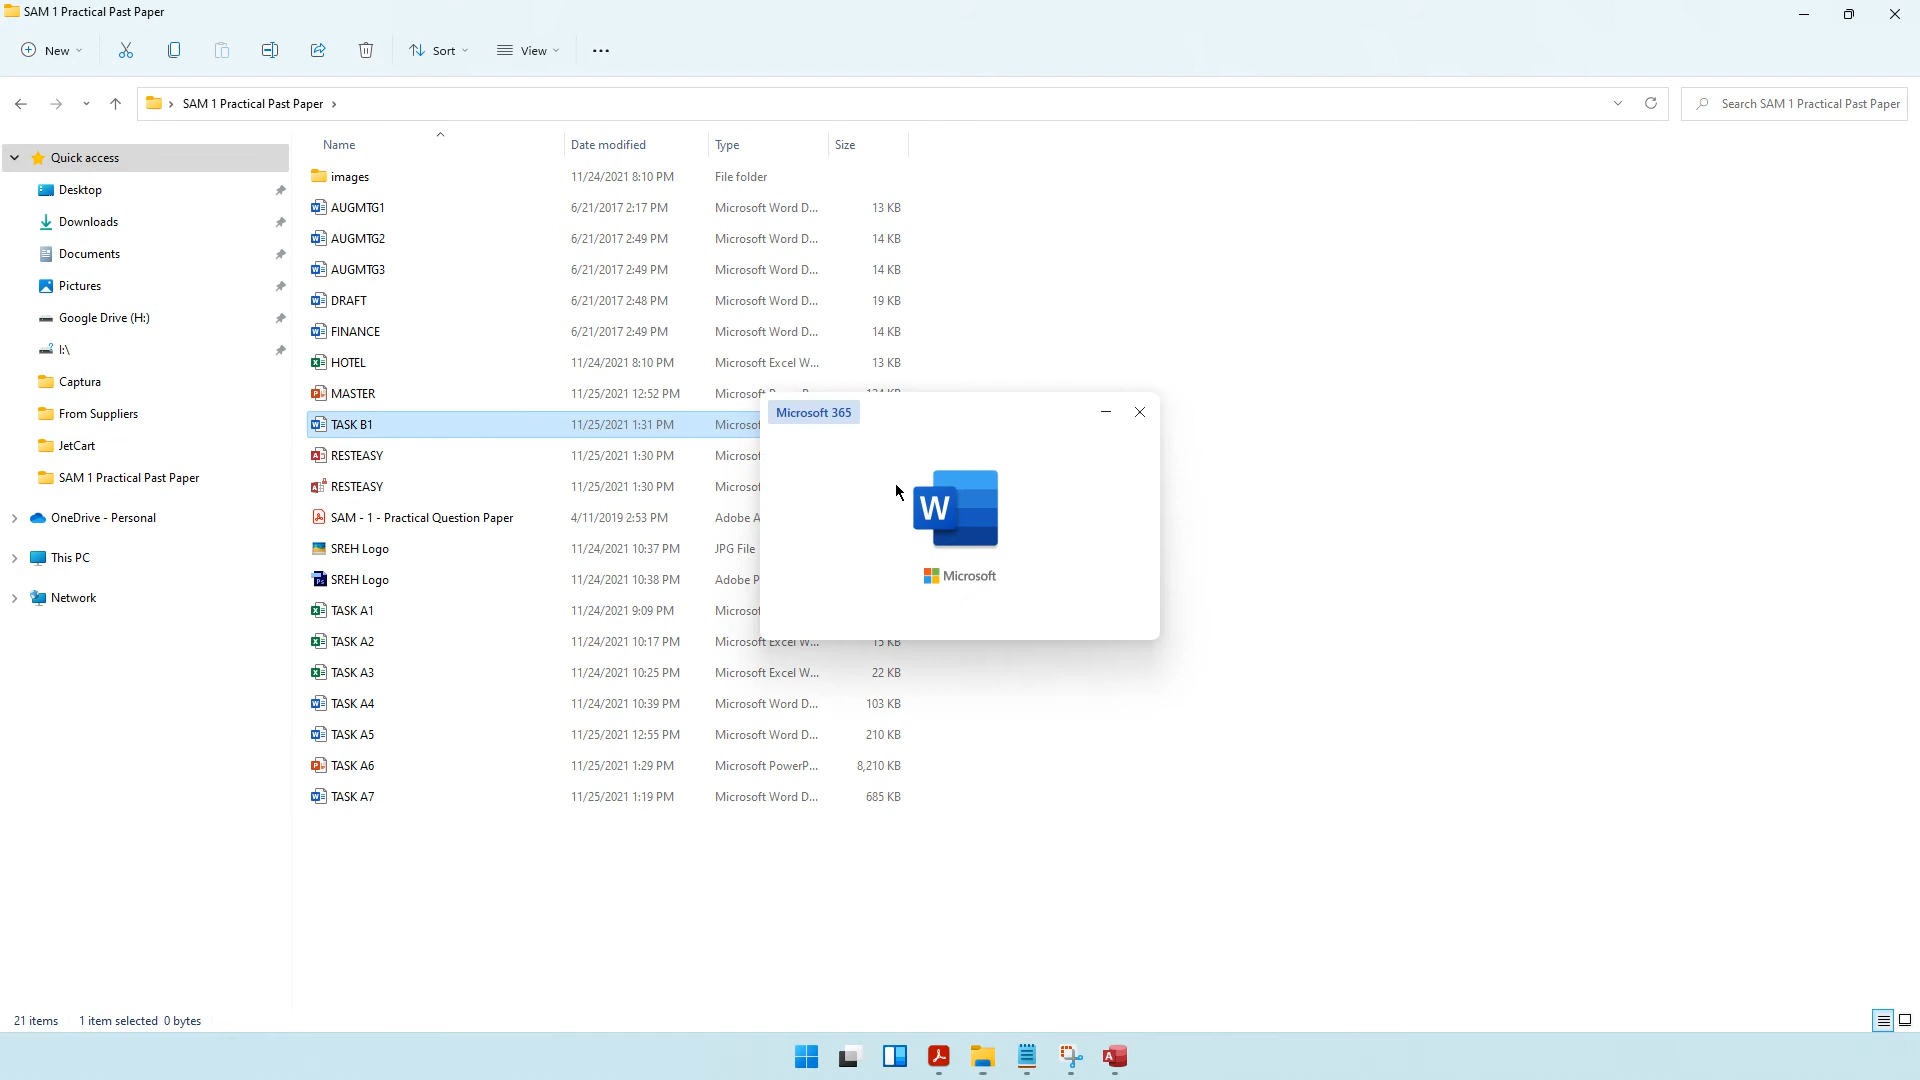 SAM 1 Practical Past Paper
New
Sort
View
SAM 1 Practical Past Paper
Search SAM 1 Practical Past Paper
Name Date modified Type Size
Quick access
Desktop
Downloads
Documents
Pictures
Google Drive (H:)
I:\
Captura
From Suppliers
JetCart
SAM 1 Practical Past Paper
OneDrive - Personal
This PC
Network
images 11/24/2021 8:10 PM File folder
AUGMTG1 6/21/2017 2:17 PM Microsoft Word D... 13 KB
AUGMTG2 6/21/2017 2:49 PM Microsoft Word D... 14 KB
AUGMTG3 6/21/2017 2:49 PM Microsoft Word D... 14 KB
DRAFT 6/21/2017 2:48 PM Microsoft Word D... 19 KB
FINANCE 6/21/2017 2:49 PM Microsoft Word D... 14 KB
HOTEL 11/24/2021 8:10 PM Microsoft Excel W... 13 KB
MASTER 11/25/2021 12:52 PM Microsoft
TASK B1 11/25/2021 1:31 PM
RESTEASY 11/25/2021 1:30 PM
RESTEASY 11/25/2021 1:30 PM
SAM - 1 - Practical Question Paper 4/11/2019 2:53 PM Adobe A
SREH Logo 11/24/2021 10:37 PM JPG File
SREH Logo 11/24/2021 10:38 PM Adobe P
TASK A1 11/24/2021 9:09 PM
TASK A2 11/24/2021 10:17 PM Microsoft Excel W... 15 KB
TASK A3 11/24/2021 10:25 PM Microsoft Excel W... 22 KB
TASK A4 11/24/2021 10:39 PM Microsoft Word D... 103 KB
TASK A5 11/25/2021 12:55 PM Microsoft Word D... 210 KB
TASK A6 11/25/2021 1:29 PM Microsoft PowerP... 8,210 KB
TASK A7 11/25/2021 1:19 PM Microsoft Word D... 685 KB
Microsoft 365
W
Microsoft
21 items 1 item selected 0 bytes